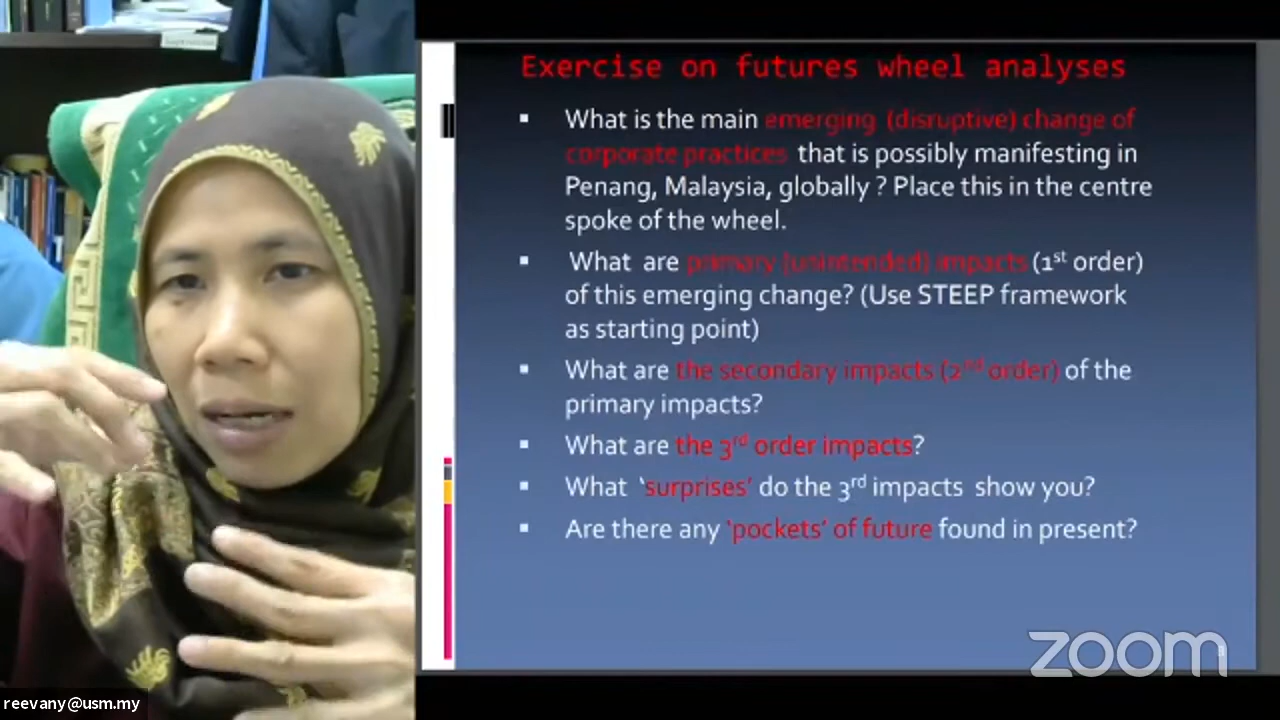 Exercise on futures wheel analyses
What is the main emerging (disruptive) change of
corporate practices that is possibly manifesting in
Penang, Malaysia, globally ? Place this in the centre
spoke of the wheel.
What are primary (unintended) impacts (1st order)
of this emerging change? (Use STEEP framework
as starting point)
What are the secondary impacts (2nd order) of the
primary impacts?
What are the 3rd order impacts?
What ‘surprises’ do the 3rd impacts show you?
Are there any ‘pockets’ of future found in present?
zoom
reevany@usm.my